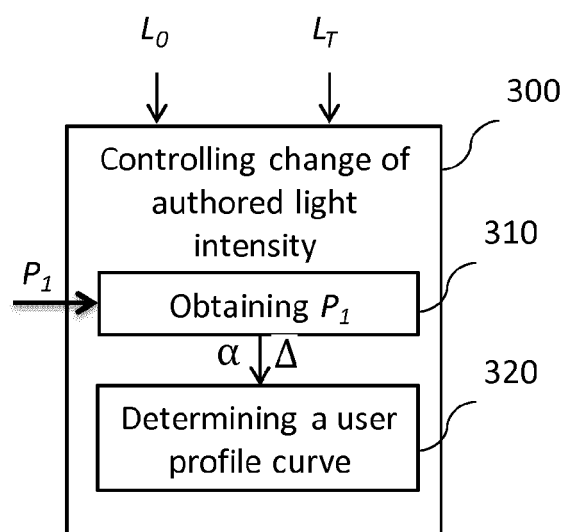 L0 LT
300
Controlling change of
authored light
intensity
310
P1
Obtaining P1
α Δ
320
Determining a user
profile curve